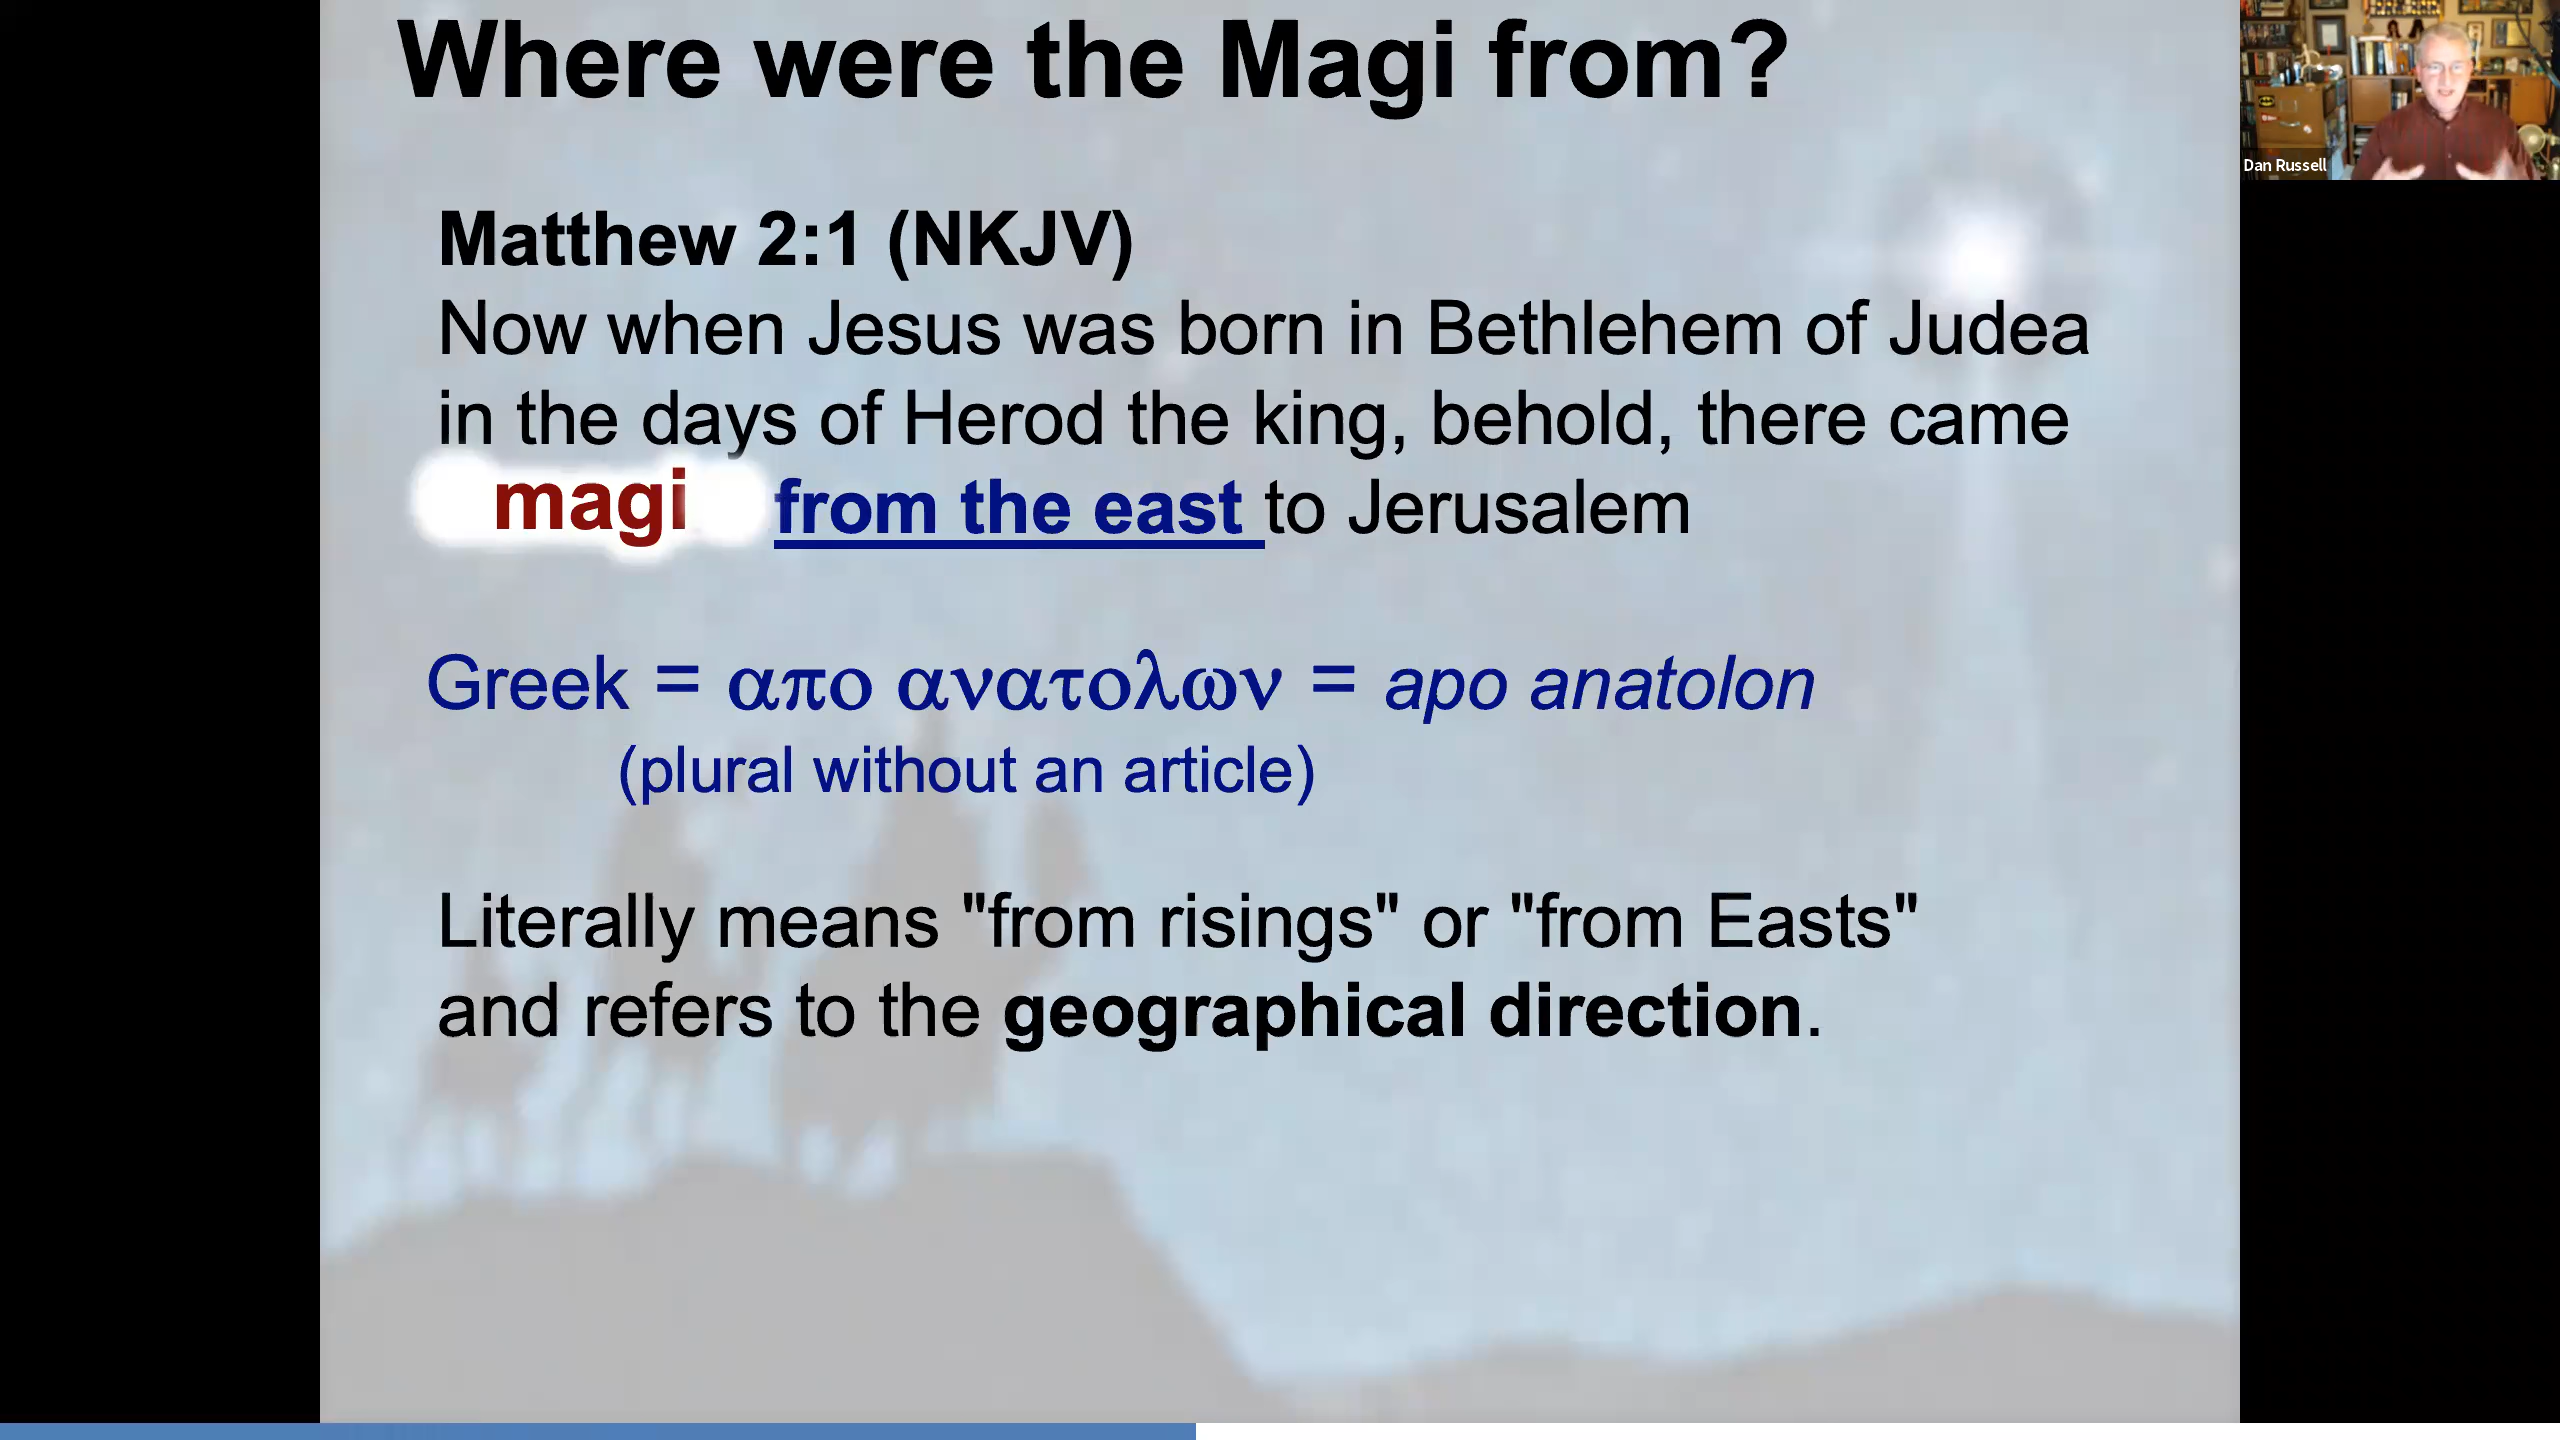 Where were the Magi from?
Dan Russell
Matthew 2:1 (NKJV)
Now when Jesus was born in Bethlehem of Judea
in the days of Herod the king, behold, there came
magi from the east to Jerusalem
Greek = απο ανατολων = apo anatolon
(plural without an article)
Literally means "from risings" or "from Easts"
and refers to the geographical direction.